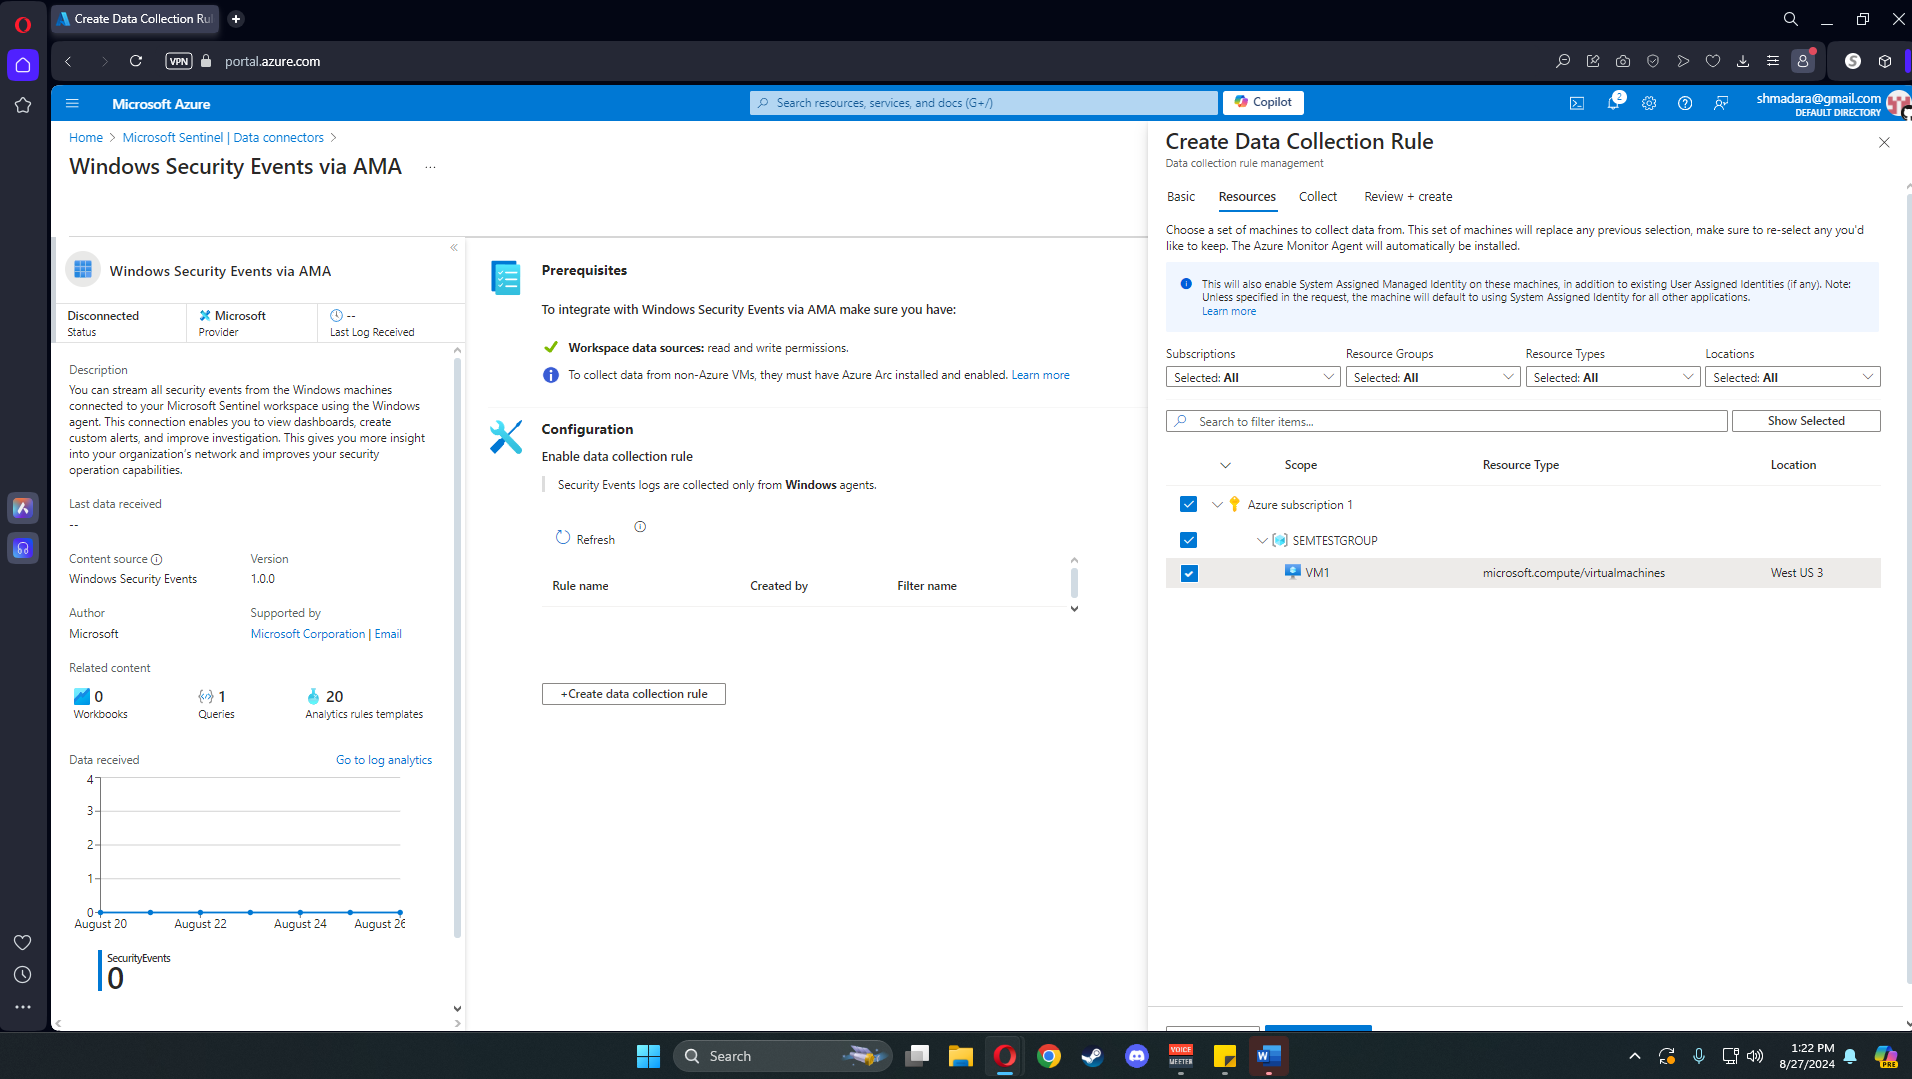 Create Data Collection Rul
VPN
portal.azure.com
Microsoft Azure
Search resources, services, and docs (G+/)
Copilot
2
shmadara@gmail.com
DEFAULT DIRECTORY
Home > Microsoft Sentinel | Data connectors >
Windows Security Events via AMA ...
Windows Security Events via AMA
Disconnected
Status
Microsoft
Provider
--
Last Log Received
Description
You can stream all security events from the Windows machines
connected to your Microsoft Sentinel workspace using the Windows
agent. This connection enables you to view dashboards, create
custom alerts, and improve investigation. This gives you more insight
into your organization's network and improves your security
operation capabilities.
Last data received
--
Content source
Windows Security Events
Version
1.0.0
Author
Microsoft
Supported by
Microsoft Corporation | Email
Related content
0
Workbooks
1
Queries
20
Analytics rules templates
Data received
Go to log analytics
4
3
2
1
0
August 20
August 22
August 24
August 26
SecurityEvents
0
Prerequisites
To integrate with Windows Security Events via AMA make sure you have:
Workspace data sources: read and write permissions.
To collect data from non-Azure VMs, they must have Azure Arc installed and enabled. Learn more
Configuration
Enable data collection rule
Security Events logs are collected only from Windows agents.
Refresh
Rule name
Created by
Filter name
+Create data collection rule
Create Data Collection Rule
Data collection rule management
Basic
Resources
Collect
Review + create
Choose a set of machines to collect data from. This set of machines will replace any previous selection, make sure to re-select any you'd
like to keep. The Azure Monitor Agent will automatically be installed.
This will also enable System Assigned Managed Identity on these machines, in addition to existing User Assigned Identities (if any). Note:
Unless specified in the request, the machine will default to using System Assigned Identity for all other applications.
Learn more
Subscriptions
Resource Groups
Resource Types
Locations
Selected: All
Selected: All
Selected: All
Selected: All
Search to filter items...
Show Selected
Scope
Resource Type
Location
Azure subscription 1
SEMTESTGROUP
VM1
microsoft.compute/virtualmachines
West US 3
Search
VOICE
MEETER
PRE
1:22 PM
8/27/2024